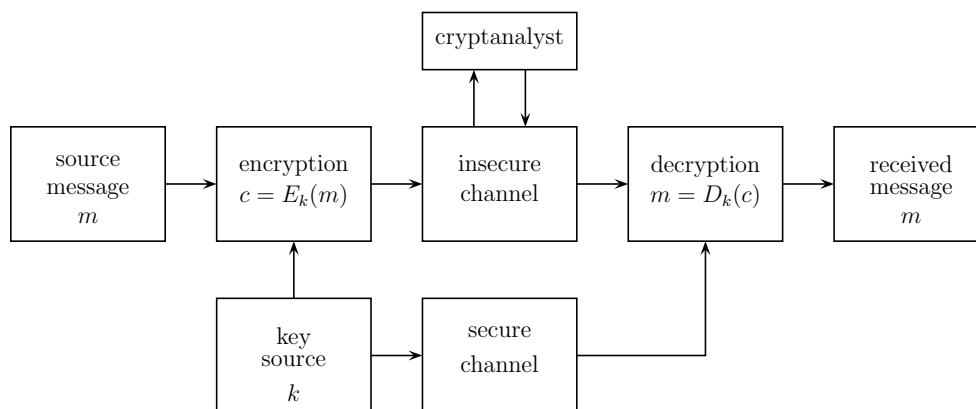 cryptanalyst
source
message
m
encryption
c = E_k(m)
insecure
channel
decryption
m = D_k(c)
received
message
m
key
source
k
secure
channel